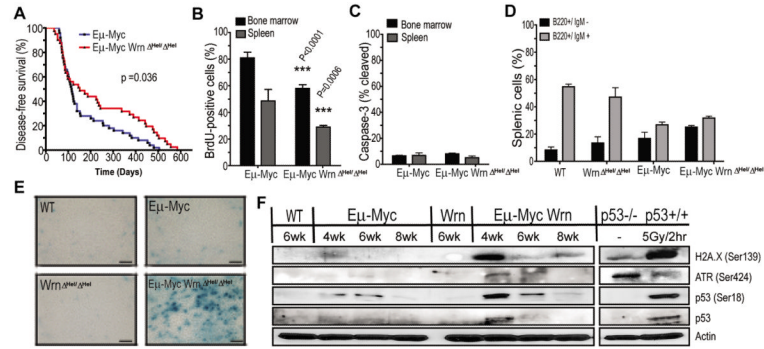 A
Disease-free survival (%)
100
80
60
40
20
0
Eμ-Myc
Eμ-Myc Wrn ΔHel/ΔHel
p =0.036
0 100 200 300 400 500 600
Time (Days)
B
BrdU-positive cells (%)
100
80
60
40
20
0
Bone marrow
Spleen
P<0.0001
***
P=0.0006
***
Eμ-Myc Eμ-Myc Wrn ΔHel/ΔHel
C
Caspase-3 (% cleaved)
100
80
60
40
20
0
Bone marrow
Spleen
Eμ-Myc Eμ-Myc Wrn ΔHel/ΔHel
D
Splenic cells (%)
100
80
60
40
20
0
B220+/ IgM -
B220+/ IgM +
WT Wrn ΔHel/ΔHel Eμ-Myc Eμ-Myc Wrn ΔHel/ΔHel
E
WT
Eμ-Myc
Wrn ΔHel/ΔHel
Eμ-Myc Wrn ΔHel/ΔHel
F
WT Eμ-Myc Wrn Eμ-Myc Wrn p53-/- p53+/+
6wk 4wk 6wk 8wk 6wk 4wk 6wk 8wk - 5Gy/2hr
H2A.X (Ser139)
ATR (Ser424)
p53 (Ser18)
p53
Actin